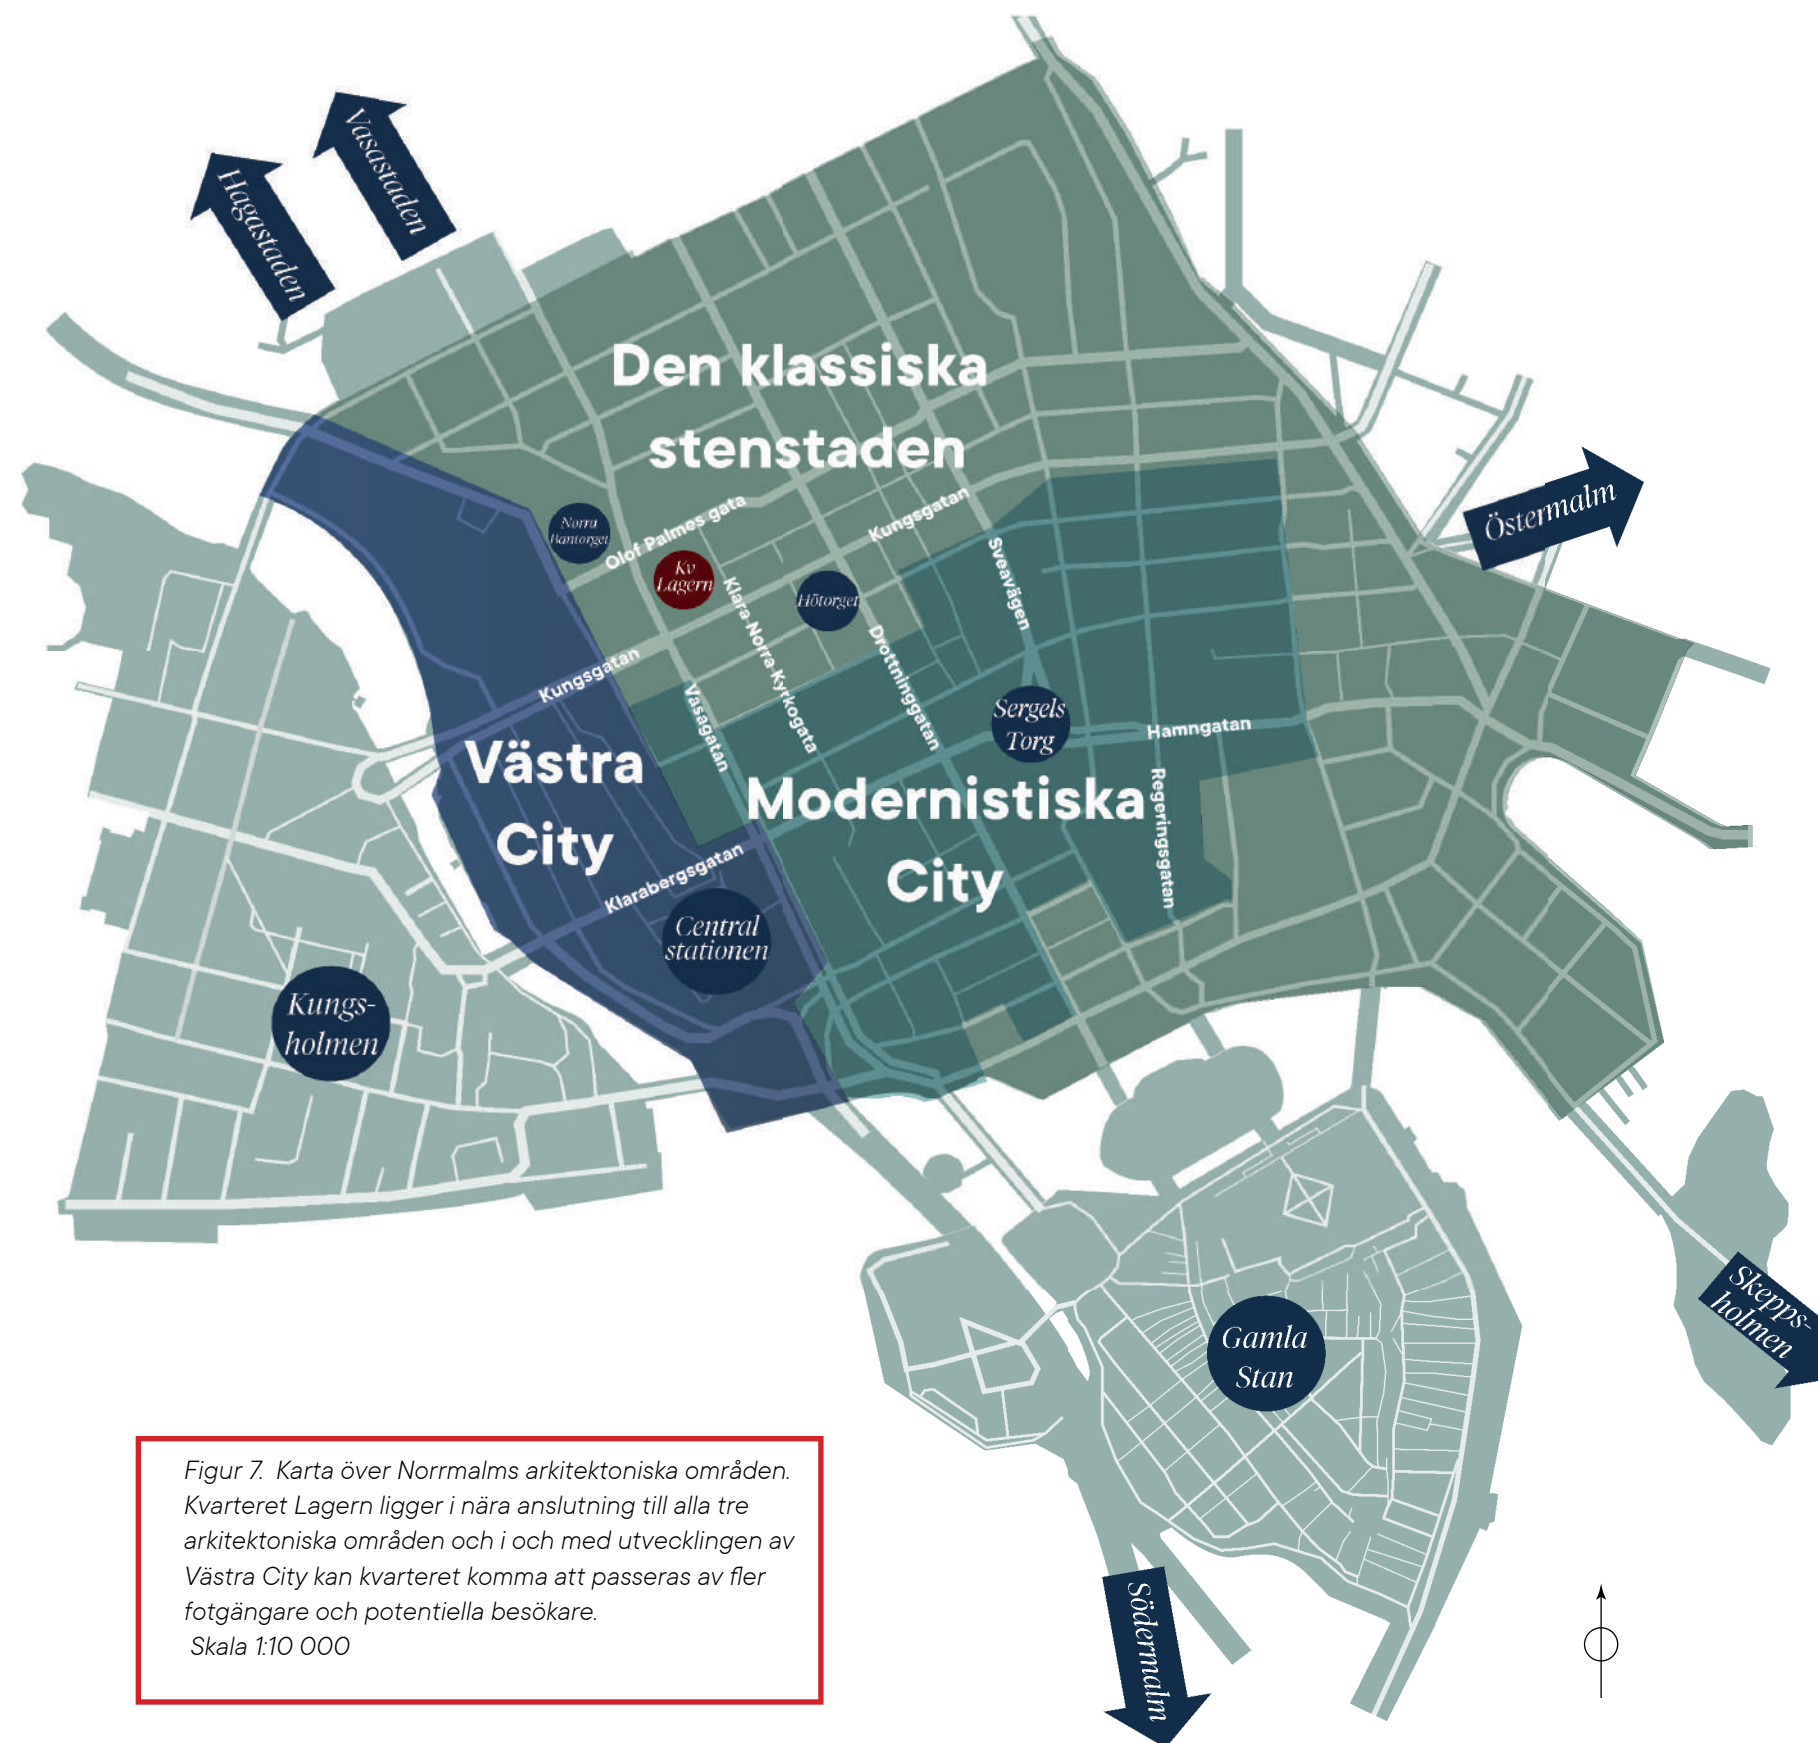 Vasastaden
Hagastaden
Den klassiska
stenstaden
Östermalm
Norra
Bantorget
Olof Palmes gata
Kungsgatan
Kv
Lagern
Hötorget
Sveavägen
Klara Norra Kyrkogata
Drottninggatan
Kungsgatan
Vasagatan
Sergels
Torg
Hamngatan
Västra
City
Modernistiska
City
Regeringsgatan
Klarabergsgatan
Central
stationen
Kungs-
holmen
Skepps-
holmen
Gamla
Stan
Södermalm
Figur 7. Karta över Norrmalms arkitektoniska områden.
Kvarteret Lagern ligger i nära anslutning till alla tre
arkitektoniska områden och i och med utvecklingen av
Västra City kan kvarteret komma att passeras av fler
fotgängare och potentiella besökare.
Skala 1:10 000